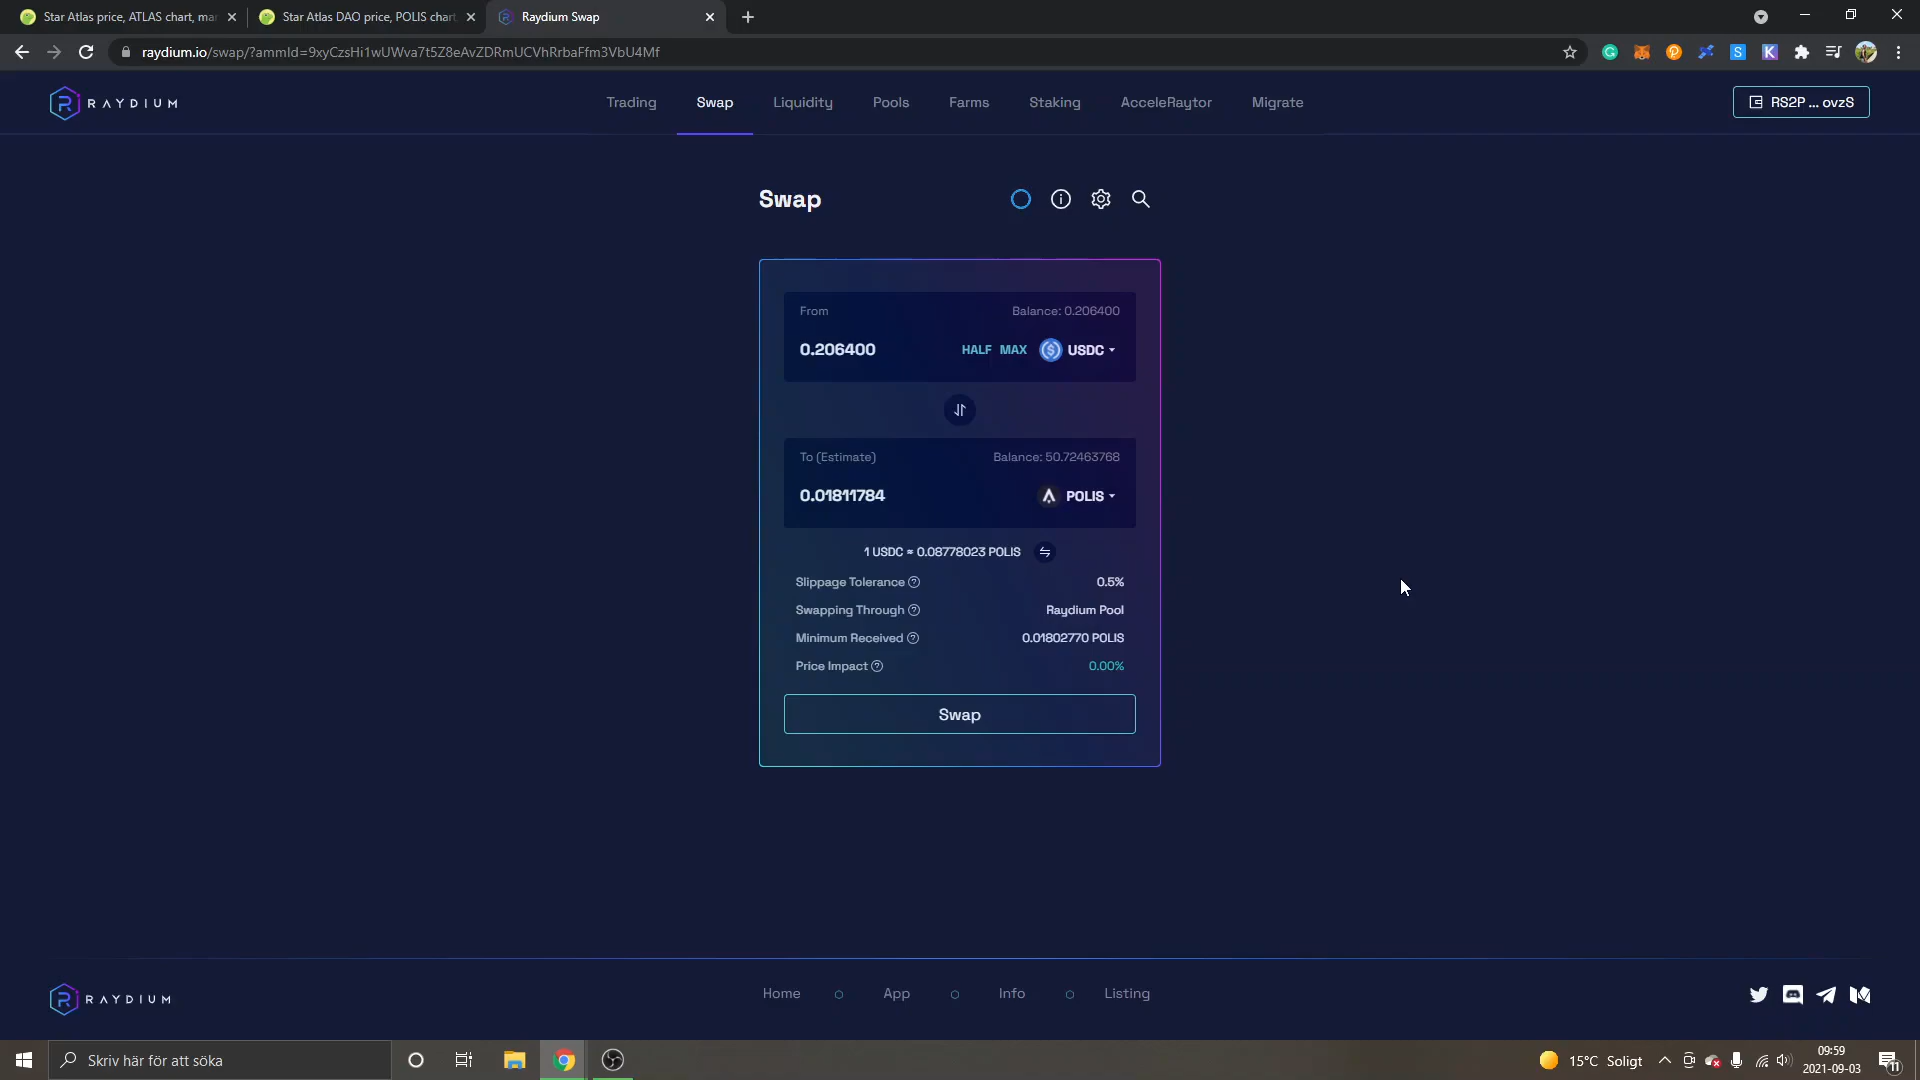 Star Atlas price, ATLAS chart, mar
Star Atlas DAO price, POLIS chart,
Raydium Swap
raydium.io/swap/?ammId=9xyCzsHi1wUWva7t5Z8eAvZDRmUCVhRrbaFfm3VbU4Mf
RAYDIUM
Trading
Swap
Liquidity
Pools
Farms
Staking
AcceleRaytor
Migrate
RS2P ... ovzS
Swap
From
Balance: 0.206400
0.206400
HALF MAX
USDC
To (Estimate)
Balance: 50.72463768
0.01811784
POLIS
1 USDC ≈ 0.08778023 POLIS
Slippage Tolerance
0.5%
Swapping Through
Raydium Pool
Minimum Received
0.01802770 POLIS
Price Impact
0.00%
Swap
RAYDIUM
Home
App
Info
Listing
Skriv här för att söka
15°C Soligt
09:59
2021-09-03
11